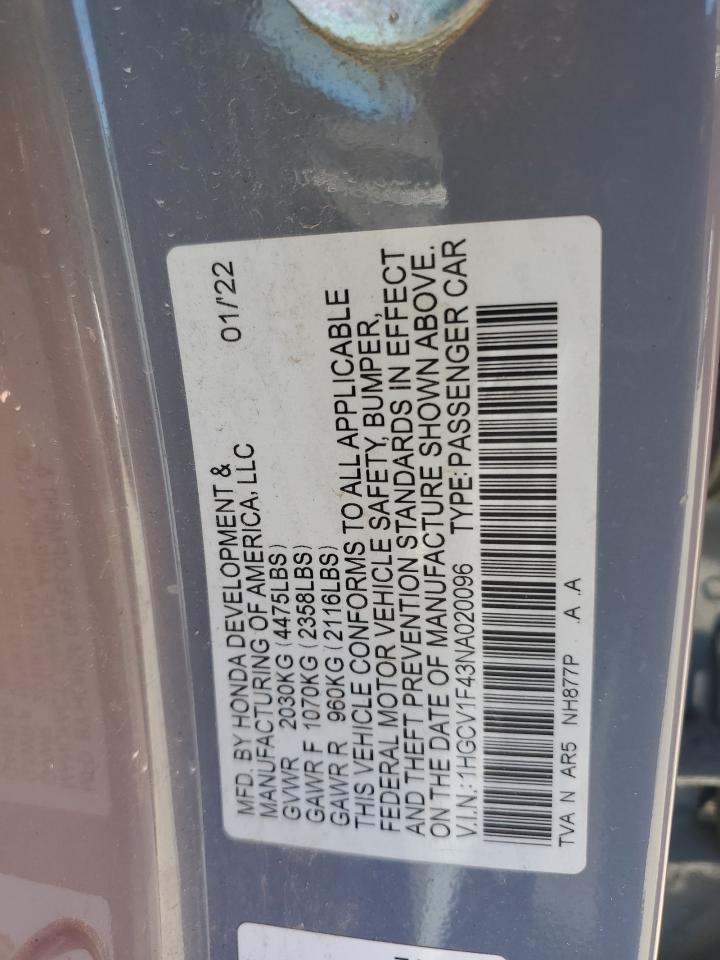 MFD. BY HONDA DEVELOPMENT &
MANUFACTURING OF AMERICA, LLC 01/'22
GVWR 2030KG (4475LBS)
GAWR F 1070KG (2358LBS)
GAWR R 960KG (2116LBS)
THIS VEHICLE CONFORMS TO ALL APPLICABLE
FEDERAL MOTOR VEHICLE SAFETY, BUMPER,
AND THEFT PREVENTION STANDARDS IN EFFECT
ON THE DATE OF MANUFACTURE SHOWN ABOVE.
V.I.N.: 1HGCV1F43NA020096 TYPE: PASSENGER CAR
TVA N AR5 NH877P .A .A